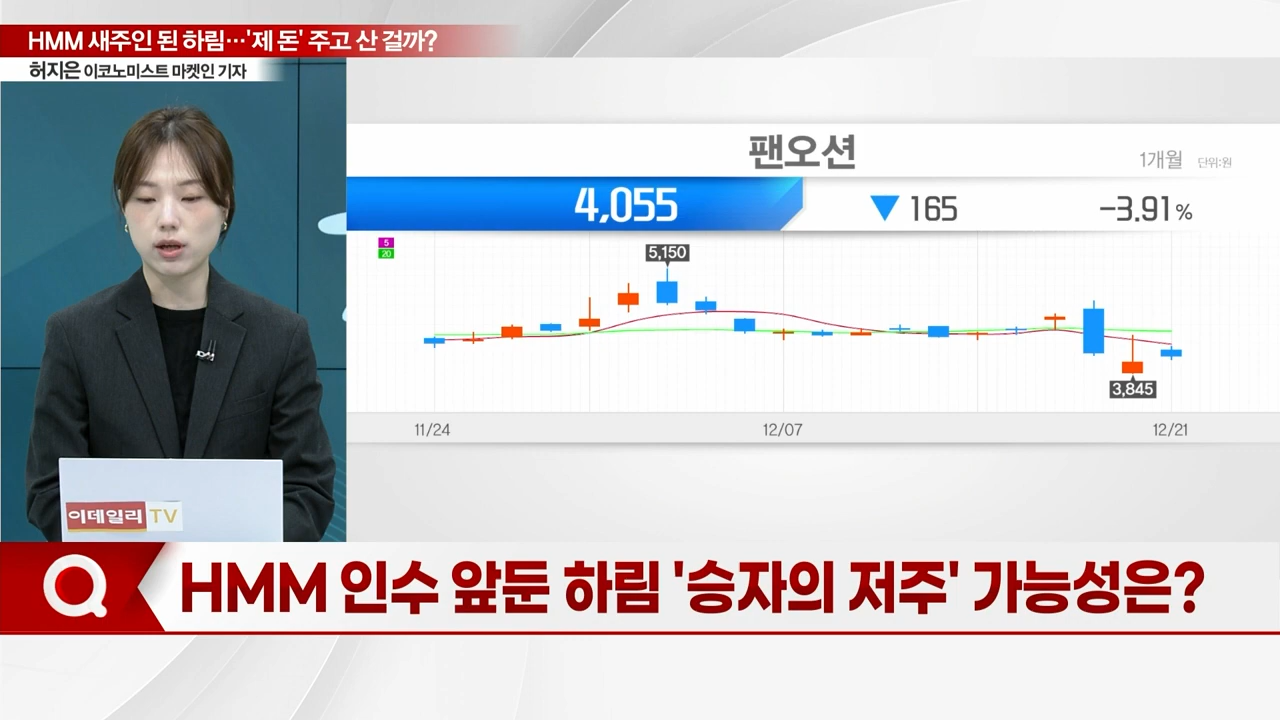 HMM 새주인 된 하림…'제 돈' 주고 산 걸까?
허지은 이코노미스트 마켓인 기자
팬오션
1개월 단위:원
4,055 ▼ 165 -3.91 %
5
20
5,150
3,845
11/24 12/07 12/21
이데일리 TV
Q HMM 인수 앞둔 하림 '승자의 저주' 가능성은?